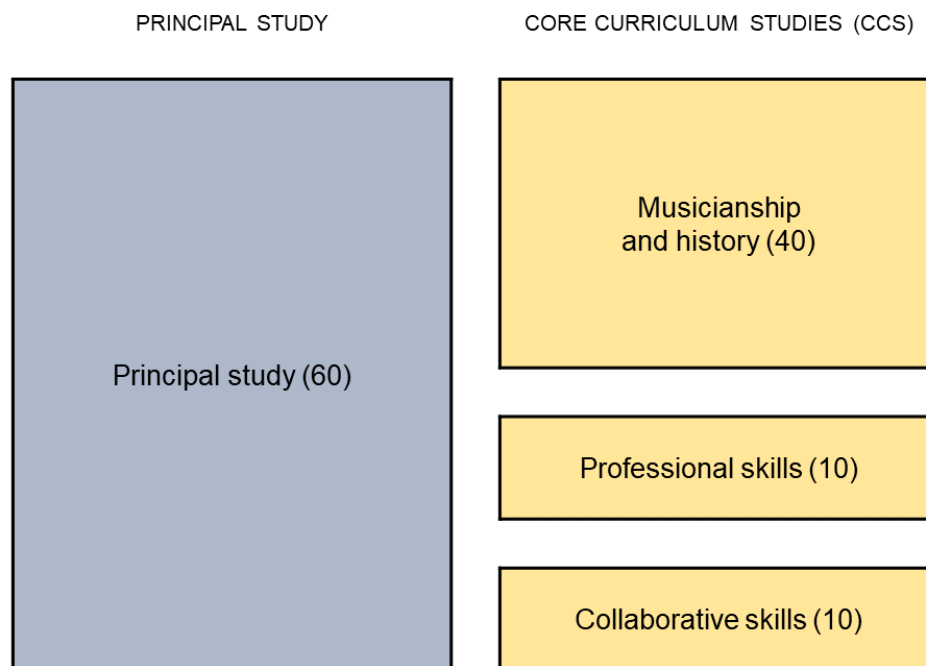 PRINCIPAL STUDY
CORE CURRICULUM STUDIES (CCS)
Principal study (60)
Musicianship
and history (40)
Professional skills (10)
Collaborative skills (10)